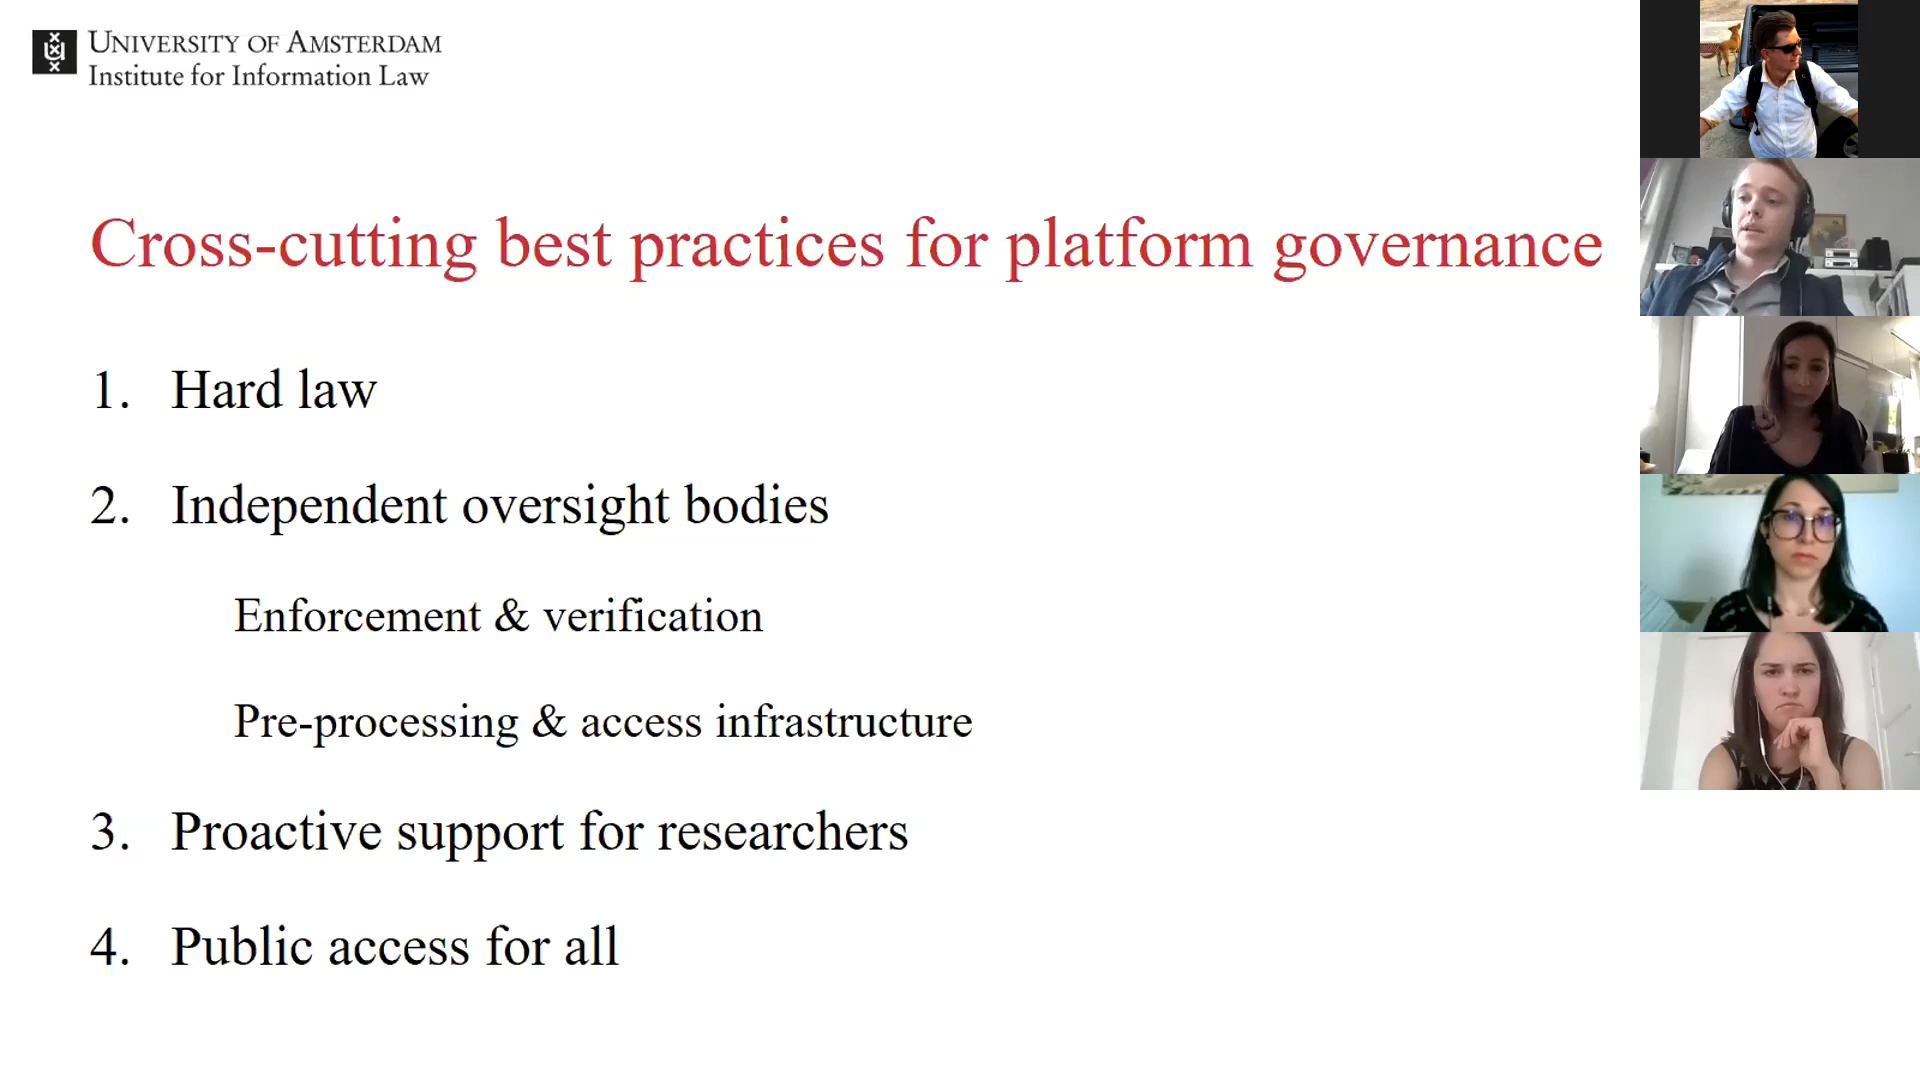 UNIVERSITY OF AMSTERDAM
Institute for Information Law
Cross-cutting best practices for platform governance
1. Hard law
2. Independent oversight bodies
Enforcement & verification
Pre-processing & access infrastructure
3. Proactive support for researchers
4. Public access for all